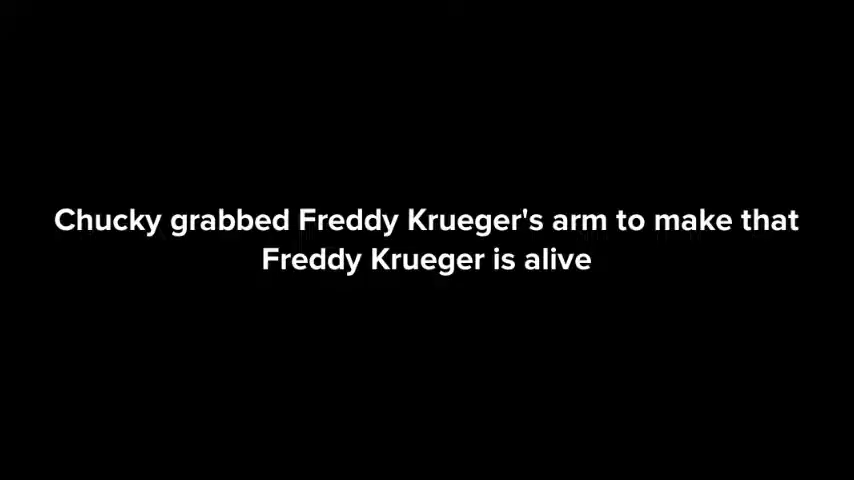 Chucky grabbed Freddy Krueger's arm to make that
Freddy Krueger is alive